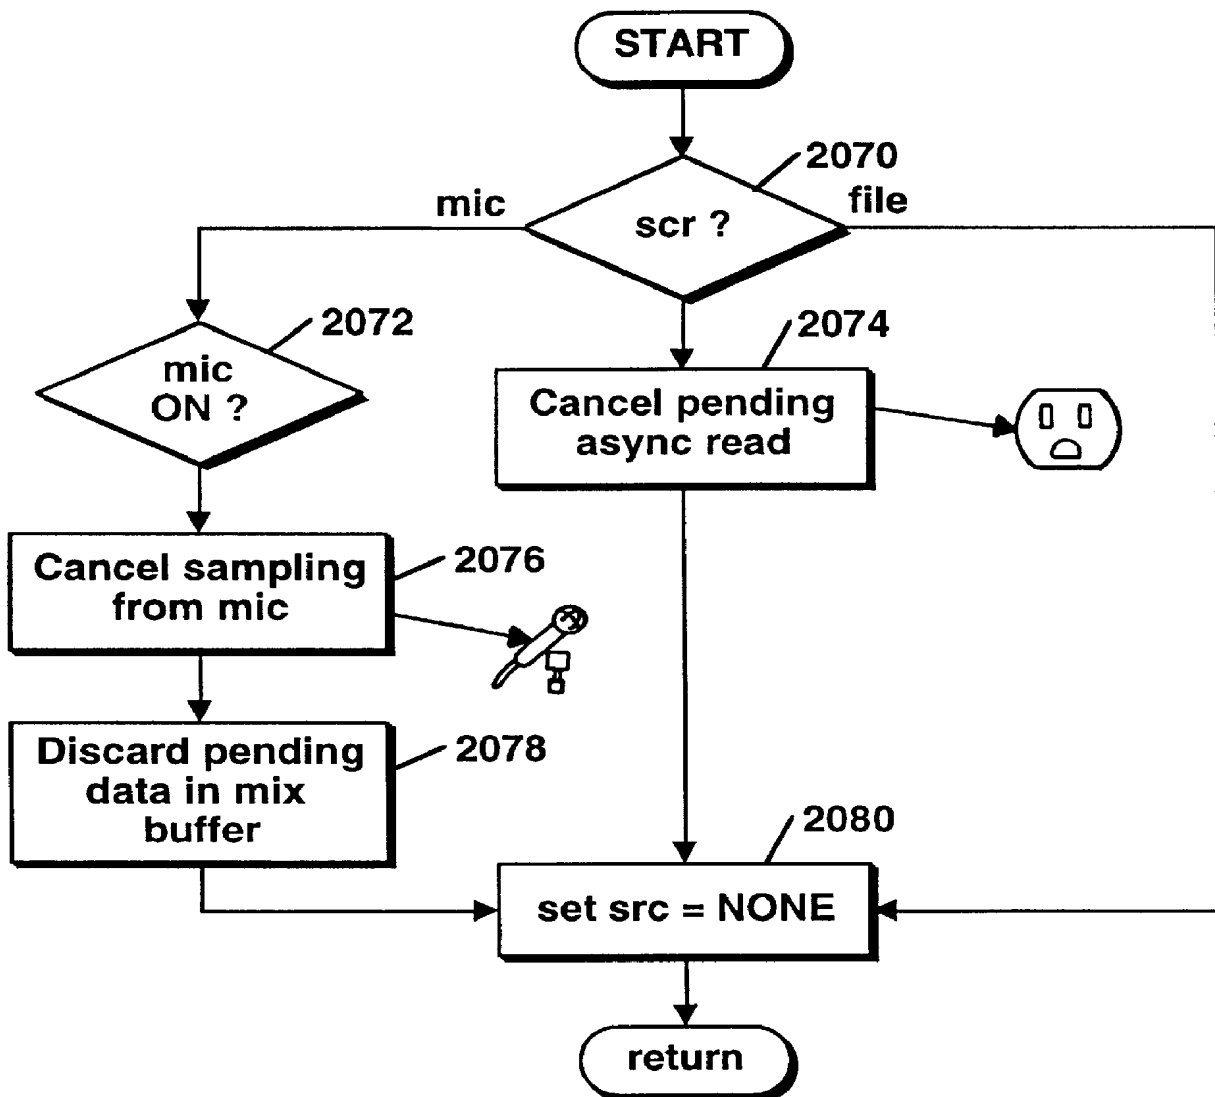 START
2070
mic
file
scr ?
2072
2074
mic
ON ?
Cancel pending
async read
Cancel sampling
from mic
2076
Discard pending
data in mix
buffer
2078
2080
set src = NONE
return